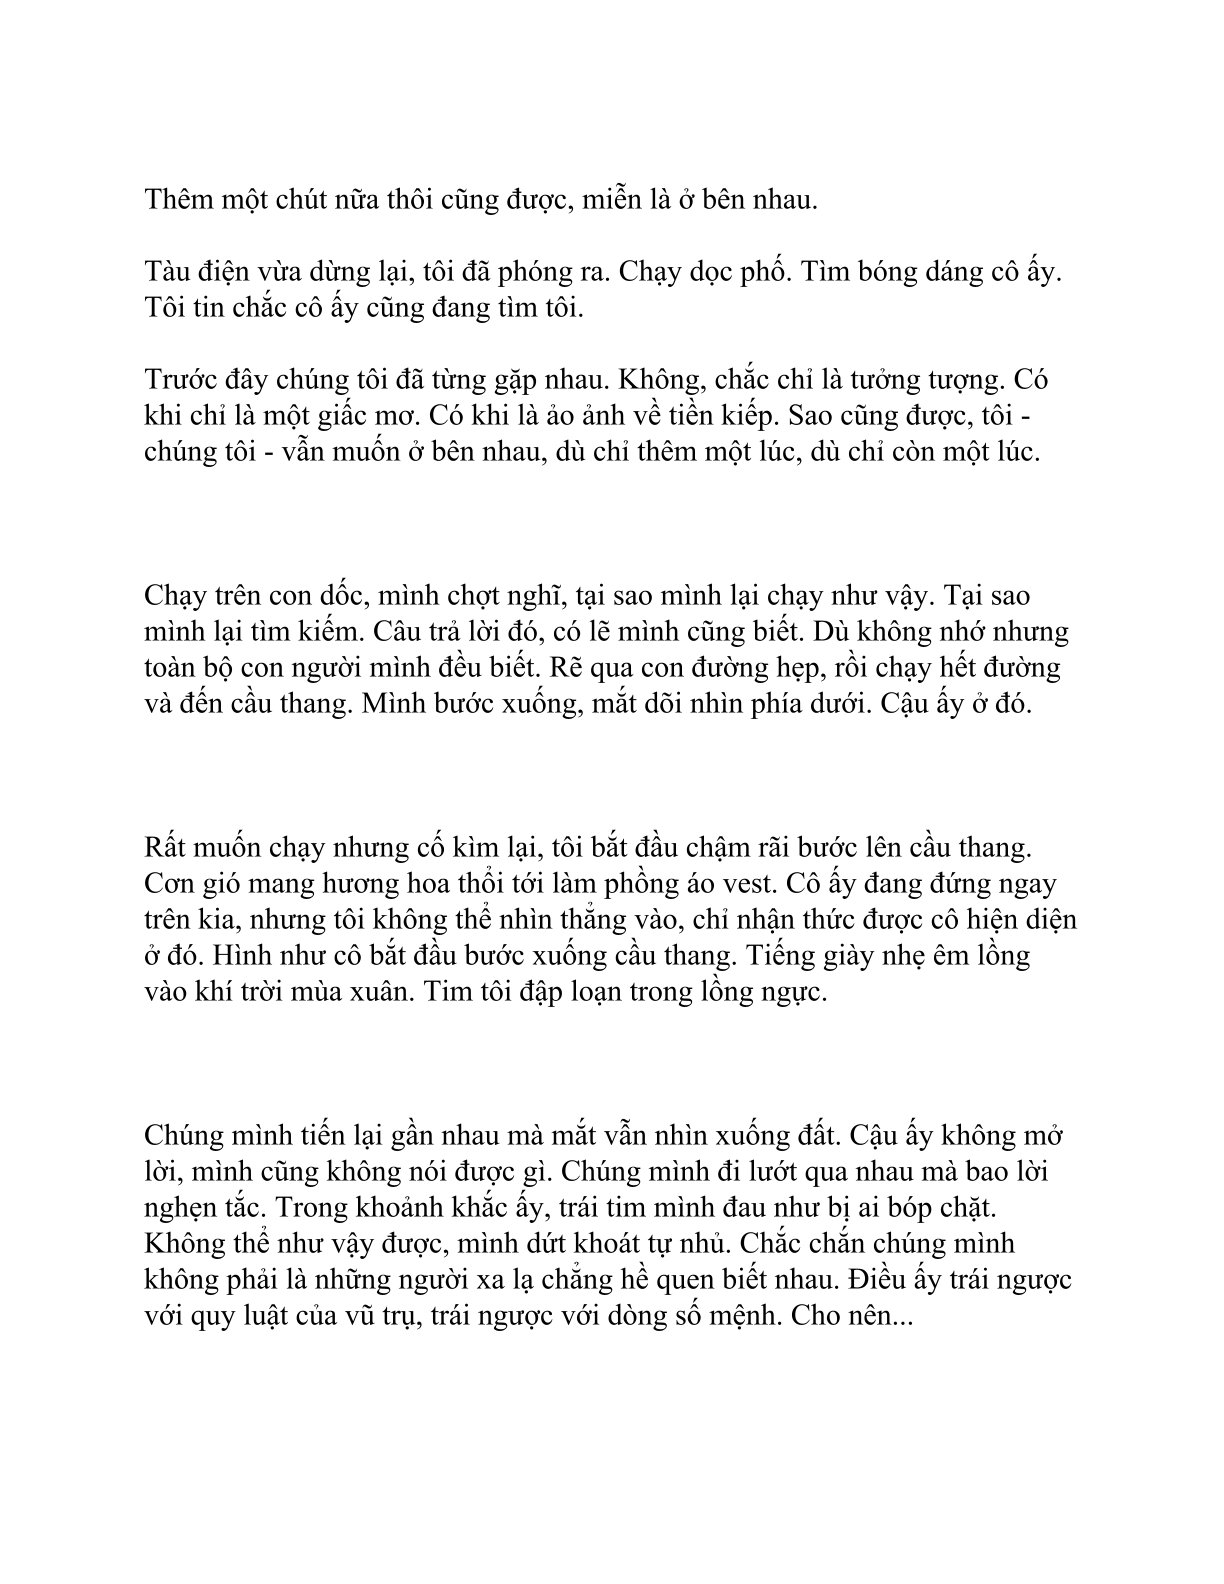 Thêm một chút nữa thôi cũng được, miễn là ở bên nhau.
Tàu điện vừa dừng lại, tôi đã phóng ra. Chạy dọc phố. Tìm bóng dáng cô ấy.
Tôi tin chắc cô ấy cũng đang tìm tôi.
Trước đây chúng tôi đã từng gặp nhau. Không, chắc chỉ là tưởng tượng. Có
khi chỉ là một giấc mơ. Có khi là ảo ảnh về tiền kiếp. Sao cũng được, tôi -
chúng tôi - vẫn muốn ở bên nhau, dù chỉ thêm một lúc, dù chỉ còn một lúc.
Chạy trên con dốc, mình chợt nghĩ, tại sao mình lại chạy như vậy. Tại sao
mình lại tìm kiếm. Câu trả lời đó, có lẽ mình cũng biết. Dù không nhớ nhưng
toàn bộ con người mình đều biết. Rẽ qua con đường hẹp, rồi chạy hết đường
và đến cầu thang. Mình bước xuống, mắt dõi nhìn phía dưới. Cậu ấy ở đó.
Rất muốn chạy nhưng cố kìm lại, tôi bắt đầu chậm rãi bước lên cầu thang.
Cơn gió mang hương hoa thổi tới làm phồng áo vest. Cô ấy đang đứng ngay
trên kia, nhưng tôi không thể nhìn thẳng vào, chỉ nhận thức được cô hiện diện
ở đó. Hình như cô bắt đầu bước xuống cầu thang. Tiếng giày nhẹ êm lồng
vào khí trời mùa xuân. Tim tôi đập loạn trong lồng ngực.
Chúng mình tiến lại gần nhau mà mắt vẫn nhìn xuống đất. Cậu ấy không mở
lời, mình cũng không nói được gì. Chúng mình đi lướt qua nhau mà bao lời
nghẹn tắc. Trong khoảnh khắc ấy, trái tim mình đau như bị ai bóp chặt.
Không thể như vậy được, mình dứt khoát tự nhủ. Chắc chắn chúng mình
không phải là những người xa lạ chẳng hề quen biết nhau. Điều ấy trái ngược
với quy luật của vũ trụ, trái ngược với dòng số mệnh. Cho nên...